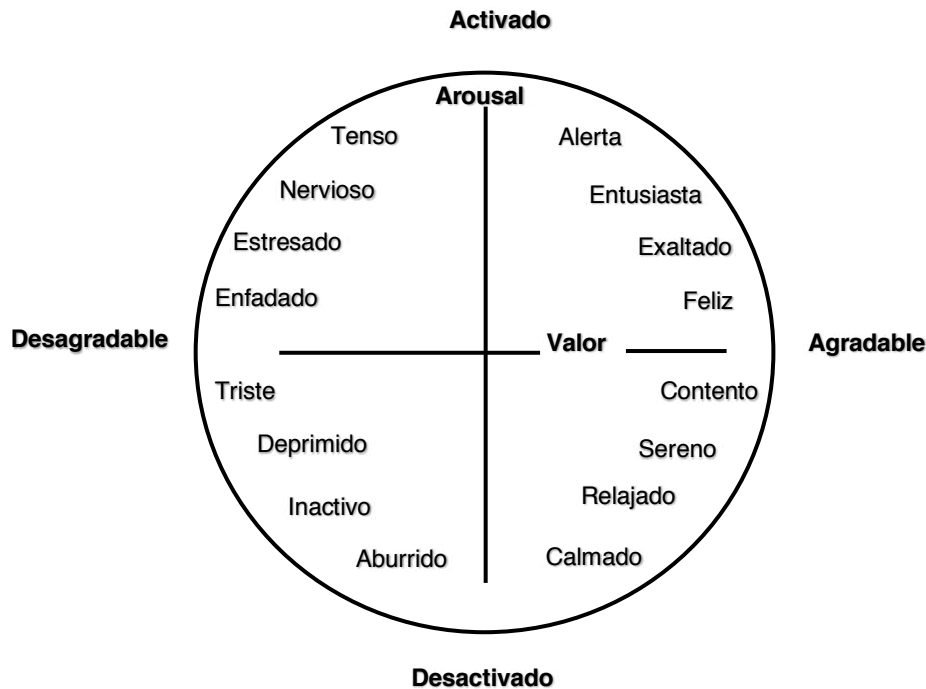 Activado
Arousal
Tenso
Alerta
Nervioso
Entusiasta
Estresado
Exaltado
Enfadado
Feliz
Desagradable
Valor
Agradable
Triste
Contento
Deprimido
Sereno
Relajado
Inactivo
Aburrido
Calmado
Desactivado